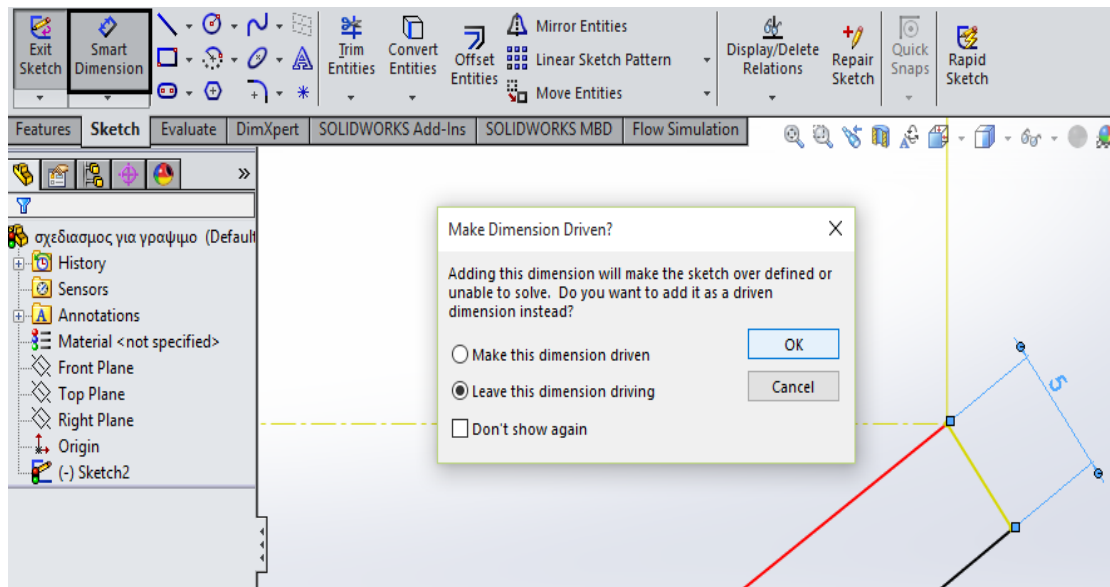 Exit Sketch
Smart Dimension
Trim Entities
Convert Entities
Offset Entities
Mirror Entities
Linear Sketch Pattern
Move Entities
Display/Delete Relations
Repair Sketch
Quick Snaps
Rapid Sketch
Features Sketch Evaluate DimXpert SOLIDWORKS Add-Ins SOLIDWORKS MBD Flow Simulation
σχεδιασμος για γραψιμο (Default
History
Sensors
A Annotations
Material <not specified>
Front Plane
Top Plane
Right Plane
Origin
(-) Sketch2
Make Dimension Driven?
Adding this dimension will make the sketch over defined or
unable to solve. Do you want to add it as a driven
dimension instead?
Make this dimension driven
Leave this dimension driving
Don't show again
OK
Cancel
5